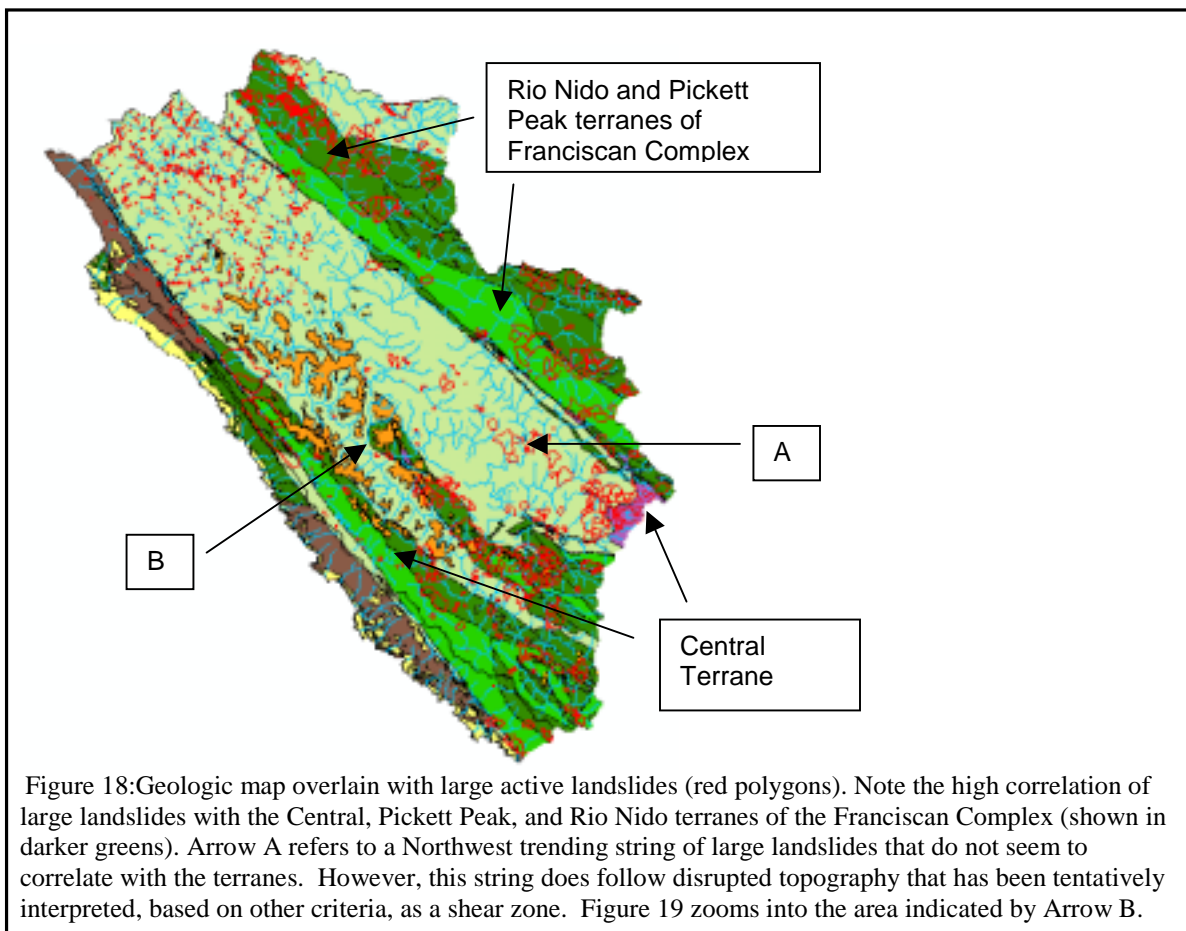 Rio Nido and Pickett
Peak terranes of
Franciscan Complex
A
B
Central
Terrane
Figure 18:Geologic map overlain with large active landslides (red polygons). Note the high correlation of
large landslides with the Central, Pickett Peak, and Rio Nido terranes of the Franciscan Complex (shown in
darker greens). Arrow A refers to a Northwest trending string of large landslides that do not seem to
correlate with the terranes.  However, this string does follow disrupted topography that has been tentatively
interpreted, based on other criteria, as a shear zone.  Figure 19 zooms into the area indicated by Arrow B.